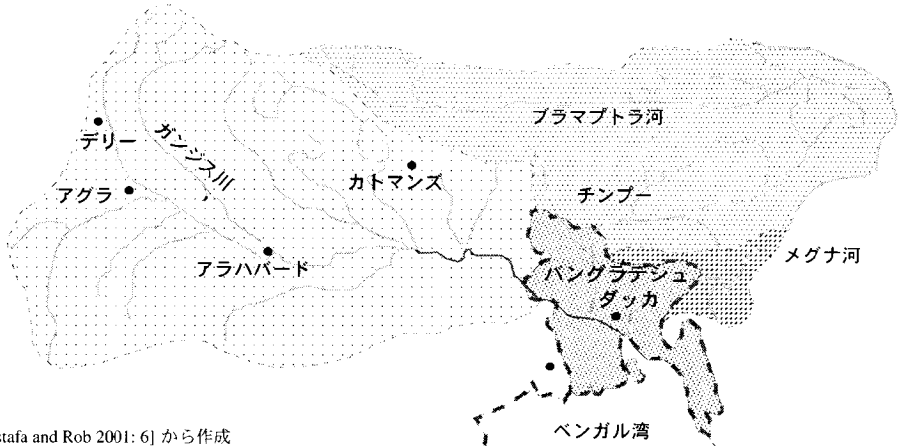 ブラマプトラ河
デリー
ガンジス川
アグラ
カトマンズ
チンプー
アラハバード
メグナ河
バングラデシュ
ダッカ
ベンガル湾
stafa and Rob 2001: 6] から作成